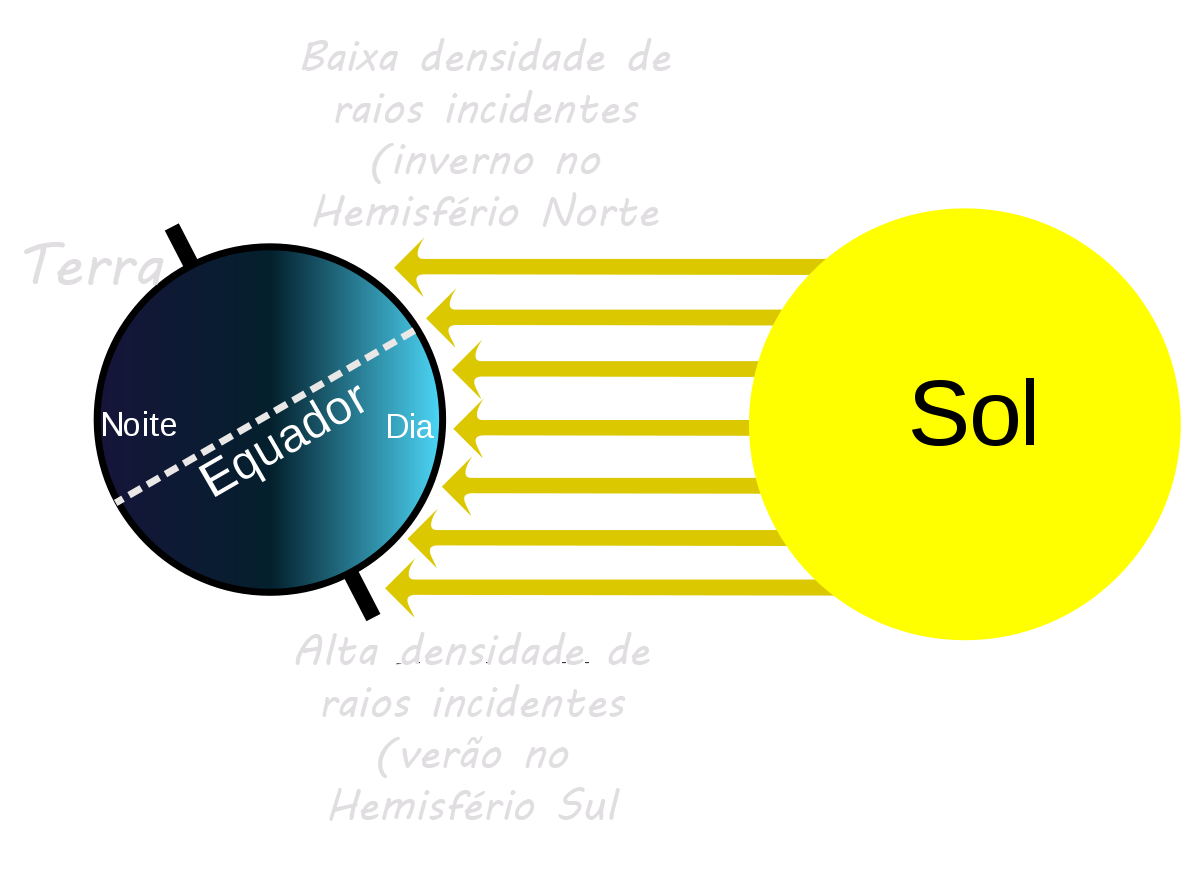 Baixa densidade de
raios incidentes
(inverno no
Hemisfério Norte
Terra
Noite
Equador
Dia
Sol
Alta densidade de
raios incidentes
(verão no
Hemisfério Sul